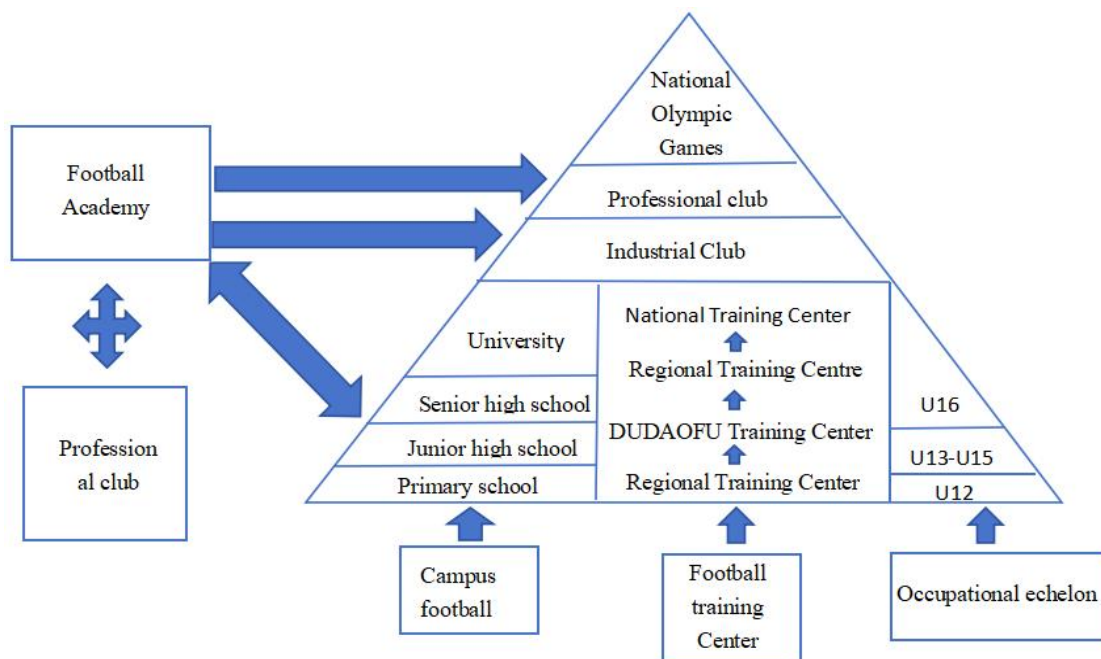 National
Olympic
Games
Football
Academy
Professional club
Industrial Club
National Training Center
University
Regional Training Centre
Senior high school
U16
DUDAOFU Training Center
Profession
al club
Junior high school
U13-U15
Primary school
Regional Training Center
U12
Campus
football
Football
training
Center
Occupational echelon